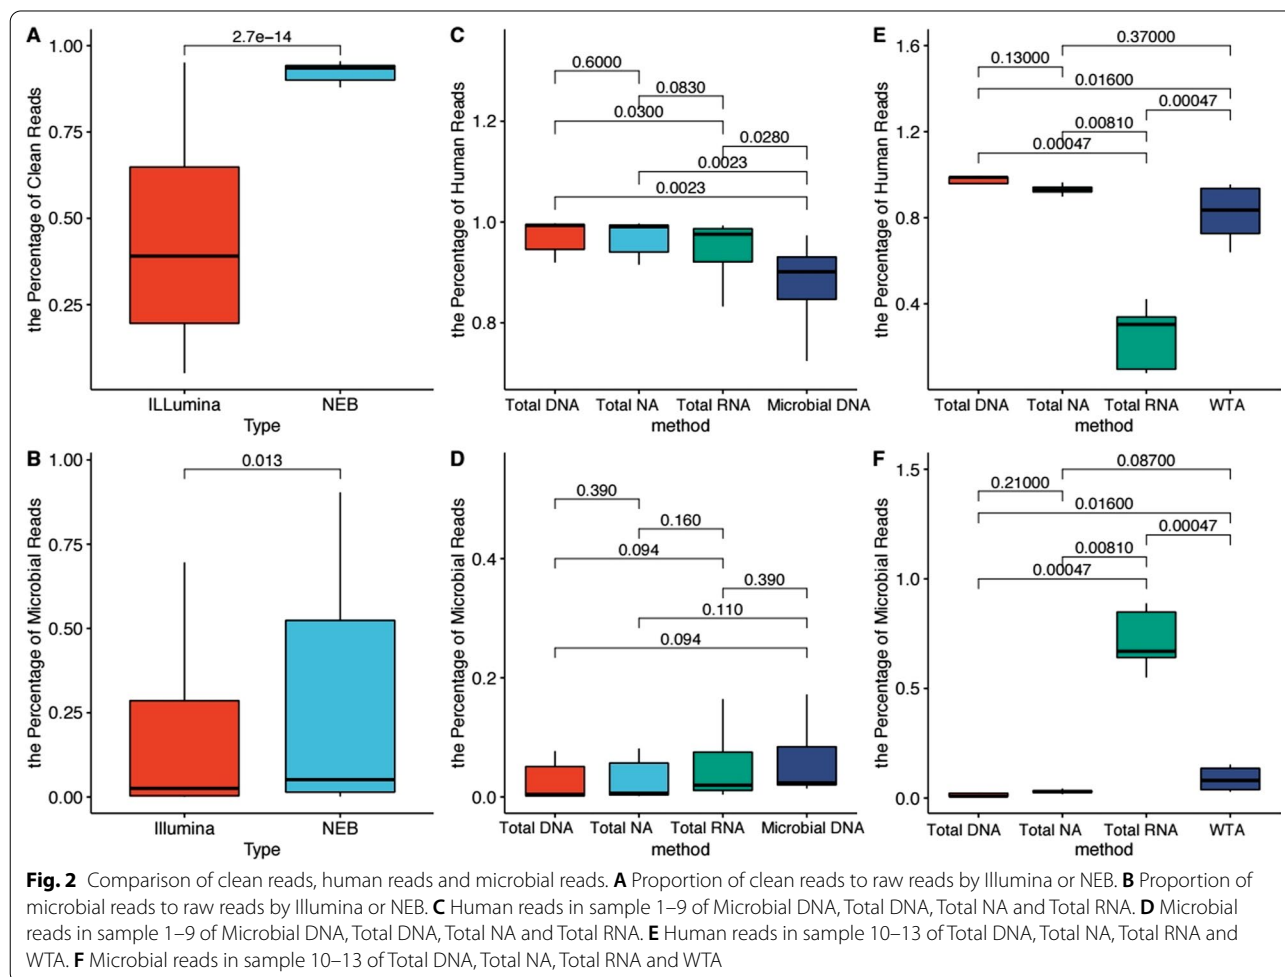 A
the Percentage of Clean Reads
1.00
0.75
0.50
0.25
2.7e-14
ILLumina
NEB
Type
C
the Percentage of Human Reads
1.2
1.0
0.8
0.6000
0.0830
0.0300
0.0280
0.0023
0.0023
Total DNA
Total NA
Total RNA
Microbial DNA
method
E
the Percentage of Human Reads
1.6
1.2
0.8
0.4
0.37000
0.13000
0.01600
0.00047
0.00810
0.00047
Total DNA
Total NA
Total RNA
WTA
method
B
the Percentage of Microbial Reads
1.00
0.75
0.50
0.25
0.00
0.013
Illumina
NEB
Type
D
the Percentage of Microbial Reads
0.4
0.2
0.0
0.390
0.160
0.094
0.390
0.110
0.094
Total DNA
Total NA
Total RNA
Microbial DNA
method
F
the Percentage of Microbial Reads
1.5
1.0
0.5
0.0
0.08700
0.21000
0.01600
0.00047
0.00810
0.00047
Total DNA
Total NA
Total RNA
WTA
method
Fig. 2 Comparison of clean reads, human reads and microbial reads. A Proportion of clean reads to raw reads by Illumina or NEB. B Proportion of
microbial reads to raw reads by Illumina or NEB. C Human reads in sample 1–9 of Microbial DNA, Total DNA, Total NA and Total RNA. D Microbial
reads in sample 1–9 of Microbial DNA, Total DNA, Total NA and Total RNA. E Human reads in sample 10–13 of Total DNA, Total NA, Total RNA and
WTA. F Microbial reads in sample 10–13 of Total DNA, Total NA, Total RNA and WTA